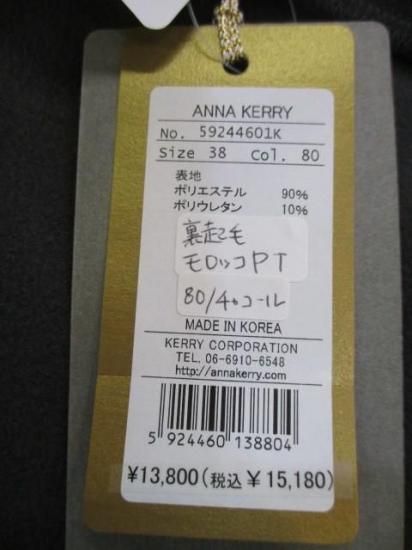 ANNA KERRY
No. 59244601K
Size 38 Col. 80
表地
ポリエステル 90%
ポリウレタン 10%
裏起毛
モロッコPT
80/チャコール
MADE IN KOREA
KERRY CORPORATION
TEL. 06-6910-6548
http://annakerry.com
5 924460 138804
¥13,800(税込¥15,180)